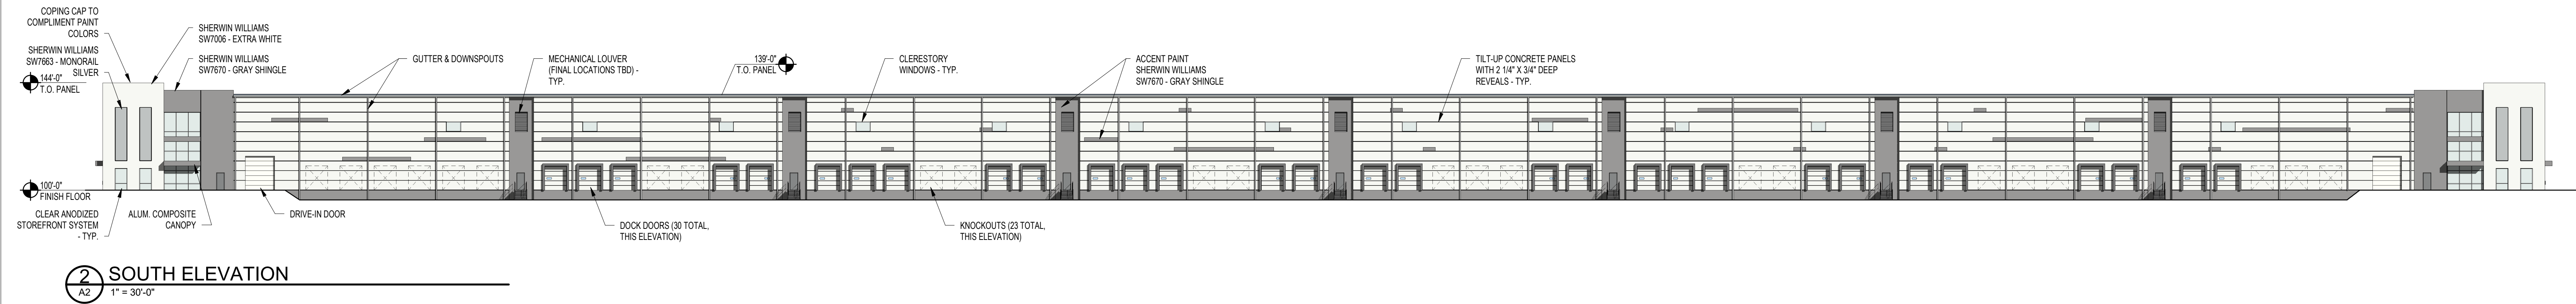 COPING CAP TO
COMPLIMENT PAINT
COLORS
SHERWIN WILLIAMS
SW7663 - MONORAIL
SILVER
144'-0"
T.O. PANEL
SHERWIN WILLIAMS
SW7006 - EXTRA WHITE
SHERWIN WILLIAMS
SW7670 - GRAY SHINGLE
GUTTER & DOWNSPOUTS
MECHANICAL LOUVER
(FINAL LOCATIONS TBD) -
TYP.
139'-0"
T.O. PANEL
CLERESTORY
WINDOWS - TYP.
ACCENT PAINT
SHERWIN WILLIAMS
SW7670 - GRAY SHINGLE
TILT-UP CONCRETE PANELS
WITH 2 1/4" X 3/4" DEEP
REVEALS - TYP.
100'-0"
FINISH FLOOR
CLEAR ANODIZED
STOREFRONT SYSTEM
- TYP.
ALUM. COMPOSITE
CANOPY
DRIVE-IN DOOR
DOCK DOORS (30 TOTAL,
THIS ELEVATION)
KNOCKOUTS (23 TOTAL,
THIS ELEVATION)
2
A2
SOUTH ELEVATION
1" = 30'-0"